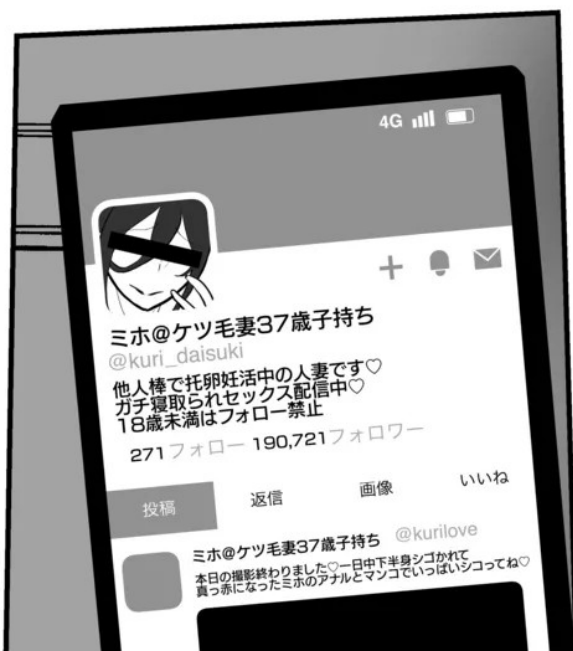 4G
ミホ@ケツ毛妻37歳子持ち
@kuri_daisuki
他人棒で托卵妊活中の人妻です♡
ガチ寝取られセックス配信中♡
18歳未満はフォロー禁止
271フォロー 190,721フォロワー
投稿 返信 画像 いいね
ミホ@ケツ毛妻37歳子持ち @kurilove
本日の撮影終わりました♡一日中下半身シゴかれて
真っ赤になったミホのアナルとマンコでいっぱいシコってね♡